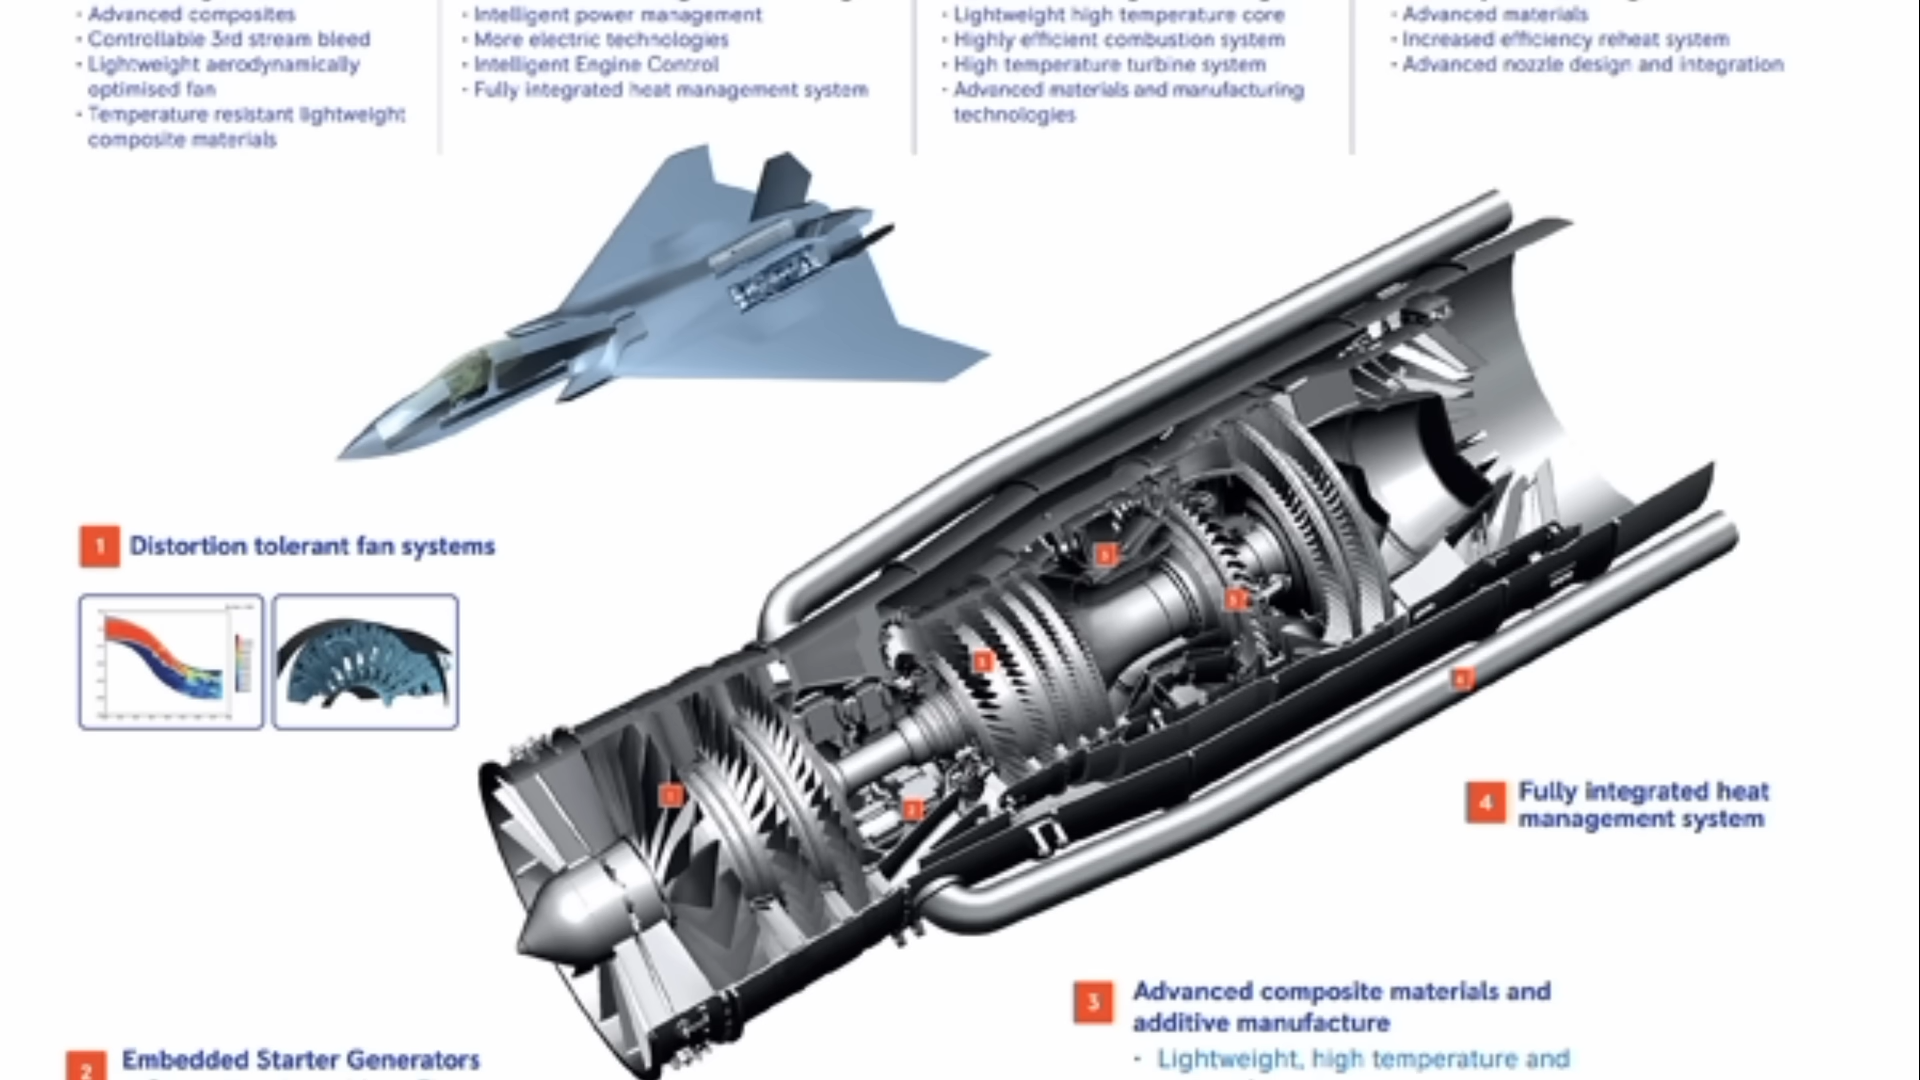 · Advanced composites
· Controllable 3rd stream bleed
· Lightweight aerodynamically
optimised fan
· Temperature resistant lightweight
composite materials
· Intelligent power management
· More electric technologies
· Intelligent Engine Control
· Fully integrated heat management system
· Lightweight high temperature core
· Highly efficient combustion system
· High temperature turbine system
· Advanced materials and manufacturing
technologies
· Advanced materials
· Increased efficiency reheat system
· Advanced nozzle design and integration
1 Distortion tolerant fan systems
4 Fully integrated heat
management system
3 Advanced composite materials and
additive manufacture
· Lightweight, high temperature and
2 Embedded Starter Generators